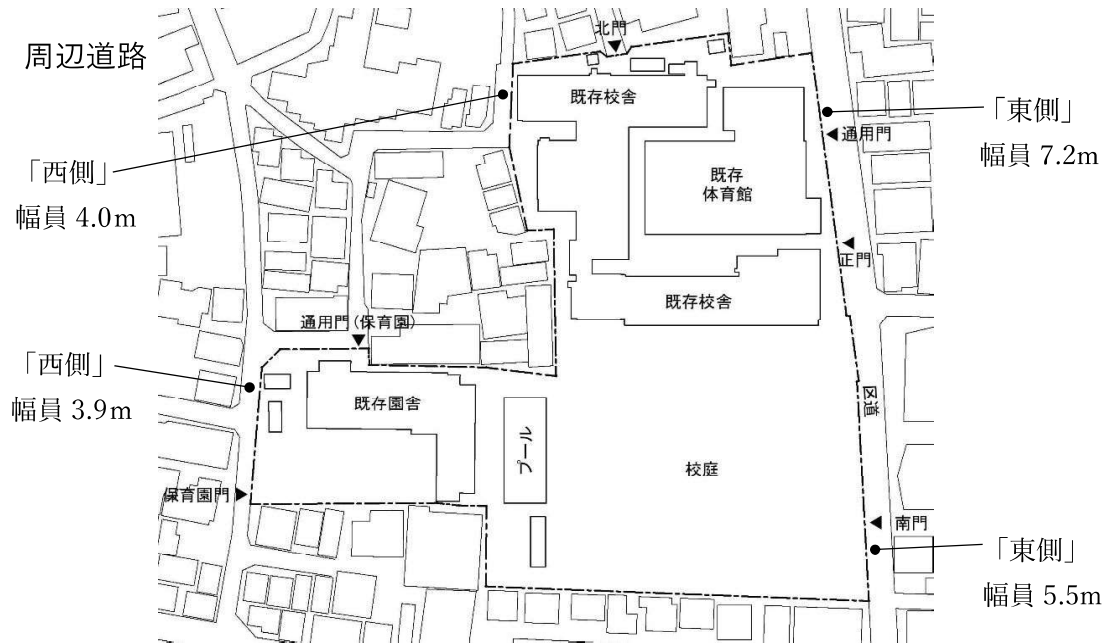 周辺道路
北門
既存校舎
「東側」
幅員 7.2m
通用門
「西側」
幅員 4.0m
既存
体育館
正門
既存校舎
通用門(保育園)
「西側」
幅員 3.9m
既存園舎
区道
プール
校庭
保育園門
南門
「東側」
幅員 5.5m